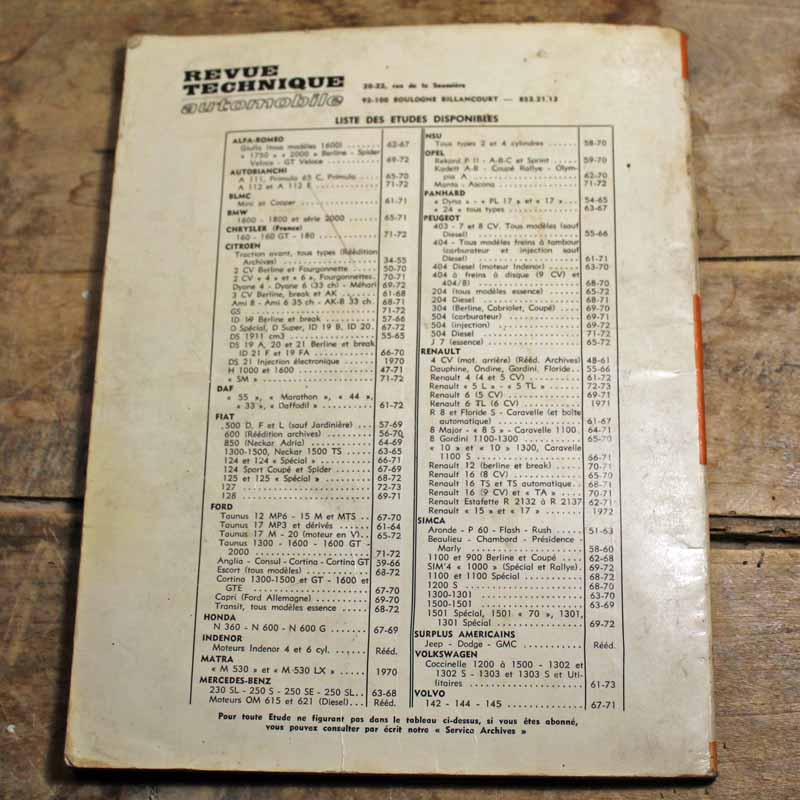 REVUE
TECHNIQUE
automobile
20-22, rue de la Saussière
92-100 BOULOGNE BILLANCOURT — 853.21.13
LISTE DES ETUDES DISPONIBLES
ALFA-ROMEO
Giulia (tous modèles 1600) ...... 62-67
« 1750 » « 2000 » Berline - Spider
Veloce - GT Veloce ............ 69-72
AUTOBIANCHI
A 111, Primula 65 C, Primula ..... 65-70
A 112 et A 112 E ............ 71-72
BLMC
Mini et Cooper .................. 61-71
BMW
1600 - 1800 et série 2000 ........ 65-71
CHRYSLER (France)
160 - 160 GT - 180 .............. 71-72
CITROEN
Traction avant, tous types (Réédition
Archives) ................... 34-55
2 CV Berline et Fourgonnette ..... 50-70
2 CV « 4 » et « 6 », Fourgonnettes. 70-71
Dyane 4 - Dyane 6 (33 ch) - Méhari 69-72
3 CV Berline, break et AK ........ 61-68
Ami 8 - Ami 6 35 ch - AK-B 33 ch. 68-71
GS ............................ 71-72
ID 19 Berline et break ............ 57-66
D Spécial, D Super, ID 19 B, ID 20. 67-72
DS 1911 cm3 .................... 55-65
DS 19 A, 20 et 21 Berline et break
ID 21 F et 19 FA .............. 66-70
DS 21 Injection électronique ...... 1970
H 1000 et 1600 ................ 47-71
« SM » ........................ 71-72
DAF
« 55 », « Marathon », « 44 »,
« 33 », « Daffodil » ............ 61-72
FIAT
500 D, F et L (sauf Jardinière) ... 57-69
600 (Réédition archives) .......... 56-70
850 (Neckar Adria) .............. 64-69
1300-1500, Neckar 1500 TS ....... 63-65
124 et 124 « Spécial » .......... 66-71
124 Sport Coupé et Spider ........ 67-69
125 et 125 « Spécial » .......... 68-72
127 ............................ 72-73
128 ............................ 69-71
FORD
Taunus 12 MP6 - 15 M et MTS .. 67-70
Taunus 17 MP3 et dérivés ........ 61-64
Taunus 17 M - 20 (moteur en V).. 65-72
Taunus 1300 - 1600 - 1600 GT -
2000 ........................ 71-72
Anglia - Consul - Cortina - Cortina GT 59-66
Escort (tous modèles) ............ 68-72
Cortina 1300-1500 et GT - 1600 et
GTE ........................ 67-70
Capri (Ford Allemagne) .......... 69-70
Transit, tous modèles essence ..... 68-72
HONDA
N 360 - N 600 - N 600 G ....... 67-69
INDENOR
Moteurs Indenor 4 et 6 cyl. ...... Rééd.
MATRA
« M 530 » et « M-530 LX » ..... 1970
MERCEDES-BENZ
230 SL - 250 S - 250 SE - 250 SL.. 63-68
Moteurs OM 615 et 621 (Diesel)... Rééd.
NSU
Tous types 2 et 4 cylindres ...... 58-70
OPEL
Rekord P II - A-B-C et Sprint ..... 59-70
Kadett A-B - Coupé Rallye - Olym-
pia A ........................ 62-70
Manta - Ascona ................ 71-72
PANHARD
« Dyna » - « PL 17 » et « 17 » .. 54-65
« 24 » tous types .............. 63-67
PEUGEOT
403 - 7 et 8 CV. Tous modèles (sauf
Diesel) ...................... 55-66
404 - Tous modèles freins à tambour
(carburateur et injection sauf
Diesel) ...................... 61-71
404 Diesel (moteur Indenor) ...... 63-70
404 à freins à disque (9 CV) et
404/8) ...................... 68-70
204 (tous modèles essence) ....... 65-72
204 Diesel ...................... 68-71
304 (Berline, Cabriolet, Coupé) .... 69-70
504 (carburateur) ................ 69-71
504 (injection) .................. 69-72
504 Diesel ...................... 71-72
J 7 (essence) .................. 65-72
RENAULT
4 CV (mot. arrière) (Rééd. Archives) 48-61
Dauphine, Ondine, Gordini, Floride.. 55-66
Renault 4 (4 et 5 CV) ............ 61-72
Renault « 5 L » - « 5 TL » ...... 72-73
Renault 6 (5 CV) ................ 69-71
Renault 6 TL (6 CV) ............ 1971
R 8 et Floride S - Caravelle (et boîte
automatique) ................ 61-67
8 Major - « 8 S » - Caravelle 1100. 64-71
8 Gordini 1100-1300 ............ 65-70
« 10 » et « 10 » 1300, Caravelle
1100 S ...................... 66-71
Renault 12 (berline et break) ..... 70-71
Renault 16 (8 CV) .............. 65-70
Renault 16 TS et TS automatique.. 68-71
Renault 16 (9 CV) et « TA » ..... 70-71
Renault Estafette R 2132 à R 2137 62-71
Renault « 15 » et « 17 » ........ 1972
SIMCA
Aronde - P 60 - Flash - Rush ..... 51-63
Beaulieu - Chambord - Présidence -
Marly ........................ 58-60
1100 et 900 Berline et Coupé .... 62-68
SIM'4 « 1000 » (Spécial et Rallye). 69-72
1100 et 1100 Spécial ............ 68-72
1200 S ........................ 68-70
1300-1301 ...................... 63-70
1500-1501 ...................... 63-69
1501 Spécial, 1501 « 70 », 1301,
1301 Spécial ................ 69-72
SURPLUS AMERICAINS
Jeep - Dodge - GMC ............ Rééd.
VOLKSWAGEN
Coccinelle 1200 à 1500 - 1302 et
1302 S - 1303 et 1303 S et Uti-
litaires ...................... 61-73
VOLVO
142 - 144 - 145 ................ 67-71
Pour toute Etude ne figurant pas dans le tableau ci-dessus, si vous êtes abonné,
vous pouvez consulter par écrit notre « Service Archives »